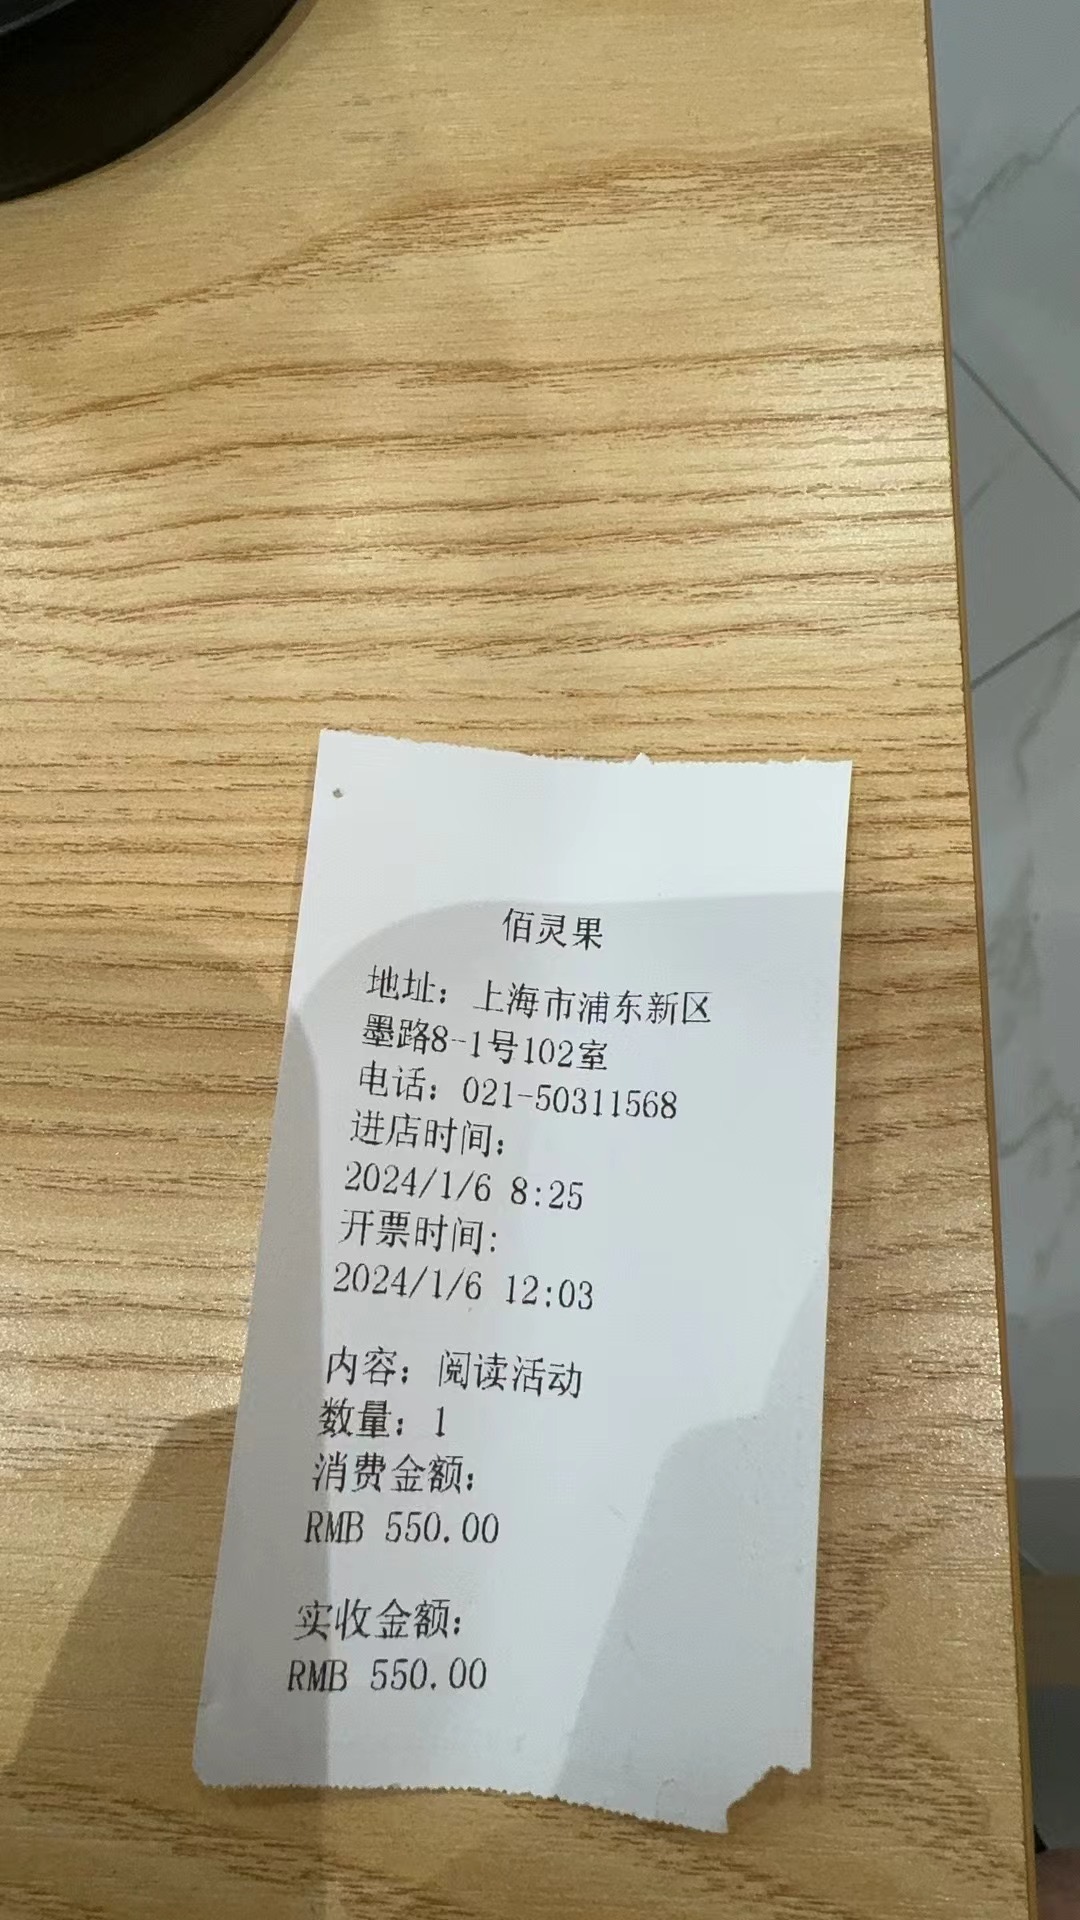 佰灵果
地址：上海市浦东新区
墨路8-1号102室
电话：021-50311568
进店时间：
2024/1/6 8:25
开票时间：
2024/1/6 12:03
内容：阅读活动
数量：1
消费金额：
RMB 550.00
实收金额：
RMB 550.00